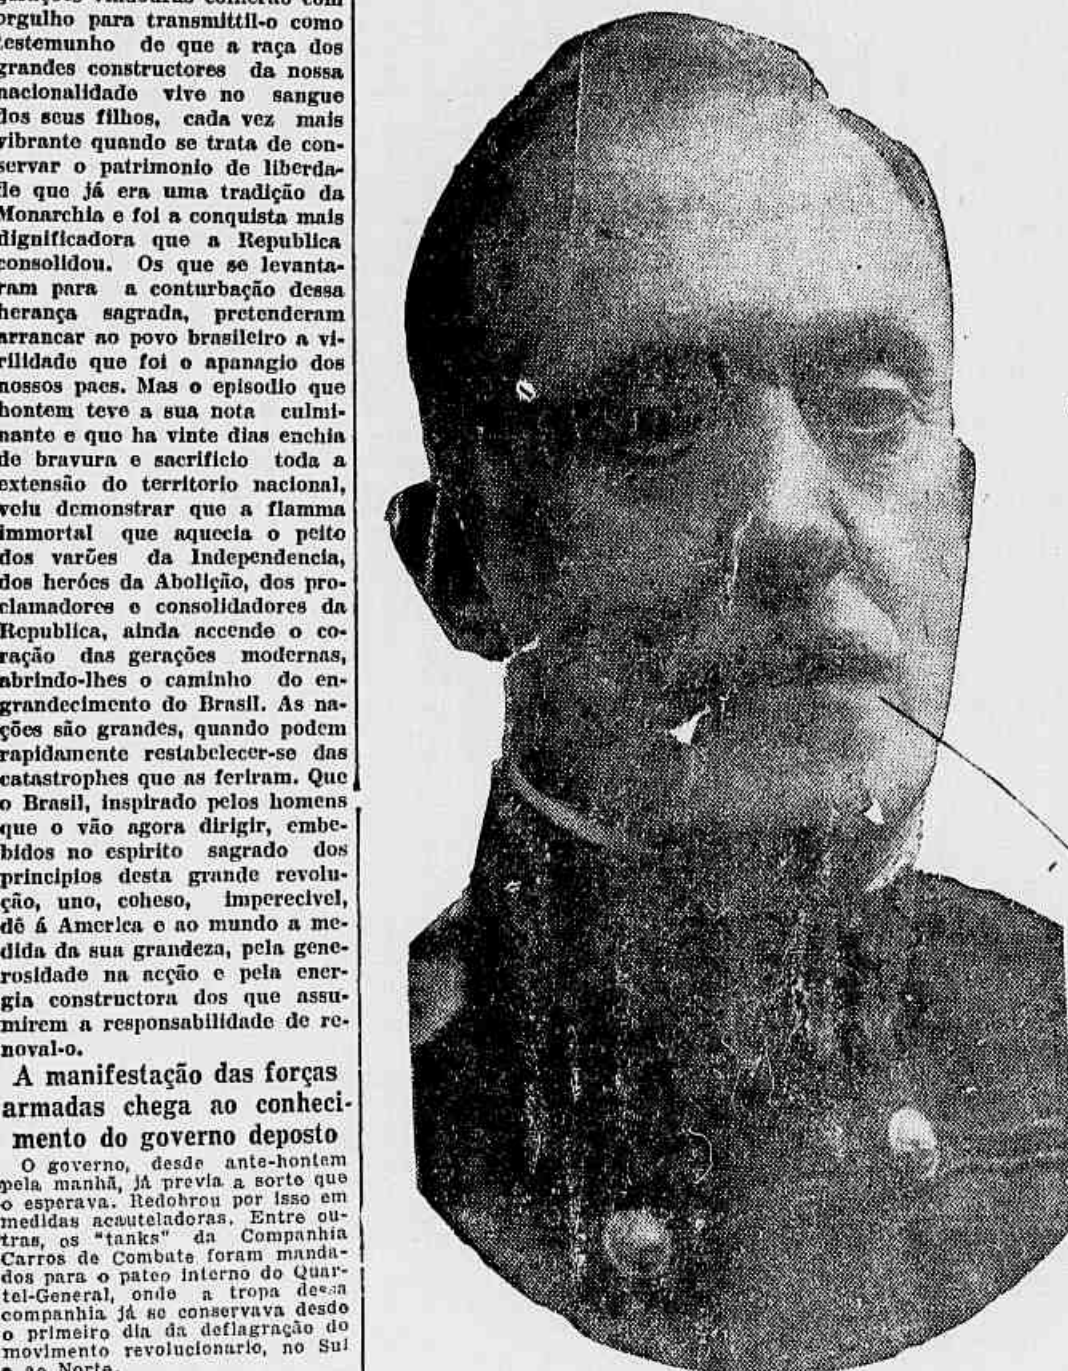 orgulho para transmittil-o como
testemunho de que a raça dos
grandes constructores da nossa
nacionalidade vive no sangue
dos seus filhos, cada vez mais
vibrante quando se trata de con-
servar o patrimonio de liberda-
de que já era uma tradição da
Monarchia e foi a conquista mais
dignificadora que a Republica
consolidou. Os que se levanta-
ram para a conturbação dessa
herança sagrada, pretenderam
arrancar ao povo brasileiro a vi-
rilidade que foi o apanagio dos
nossos paes. Mas o episodio que
hontem teve a sua nota culmi-
nante e que ha vinte dias enchia
de bravura e sacrificio toda a
extensão do territorio nacional,
veiu demonstrar que a flamma
immortal que aquecia o peito
dos varões da Independencia,
dos heróes da Abolição, dos pro-
clamadores e consolidadores da
Republica, ainda accende o co-
ração das gerações modernas,
abrindo-lhes o caminho do en-
grandecimento do Brasil. As na-
ções são grandes, quando podem
rapidamente restabelecer-se das
catastrophes que as feriram. Que
o Brasil, inspirado pelos homens
que o vão agora dirigir, embe-
bidos no espirito sagrado dos
principios desta grande revolu-
ção, uno, coheso, imperecivel,
dê á America e ao mundo a me-
dida da sua grandeza, pela gene-
rosidade na acção e pela ener-
gia constructora dos que assu-
mirem a responsabilidade de re-
noval-o.
A manifestação das forças
armadas chega ao conheci-
mento do governo deposto
O governo, desde ante-hontem
pela manhã, já previa a sorte que
o esperava. Redobrou por isso em
medidas acauteladoras. Entre ou-
tras, os "tanks" da Companhia
Carros de Combate foram manda-
dos para o pateo interno do Quar-
tel-General, onde a tropa dessa
companhia já se conservava desde
o primeiro dia da deflagração do
movimento revolucionario, no Sul
e ao Norte.